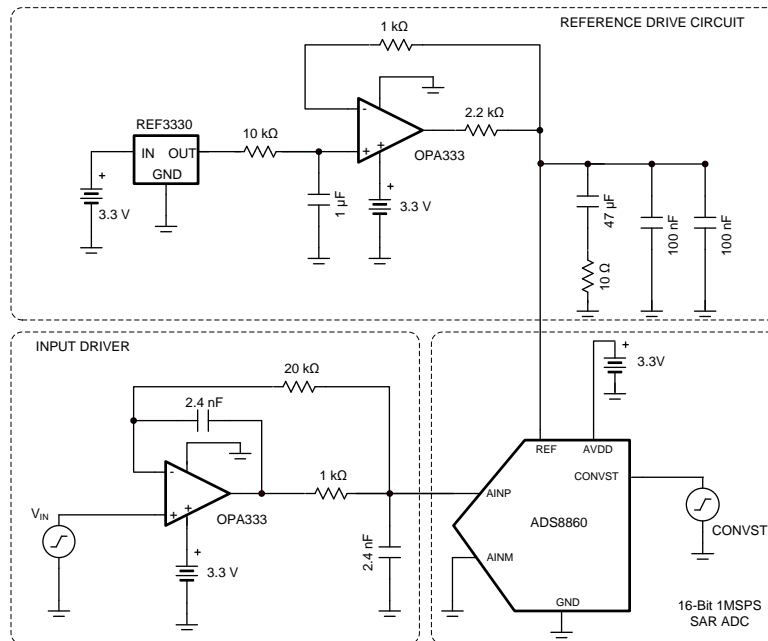 REFERENCE DRIVE CIRCUIT
1 kΩ
REF3330
IN OUT
GND
10 kΩ
-
+ +
OPA333
2.2 kΩ
+
3.3 V
1 µF
+
3.3 V
47 µF
10 Ω
100 nF
100 nF
INPUT DRIVER
20 kΩ
2.4 nF
-
+ +
OPA333
1 kΩ
VIN
+
3.3 V
2.4 nF
+
3.3V
REF
AVDD
CONVST
AINP
ADS8860
AINM
GND
CONVST
16-Bit 1MSPS
SAR ADC